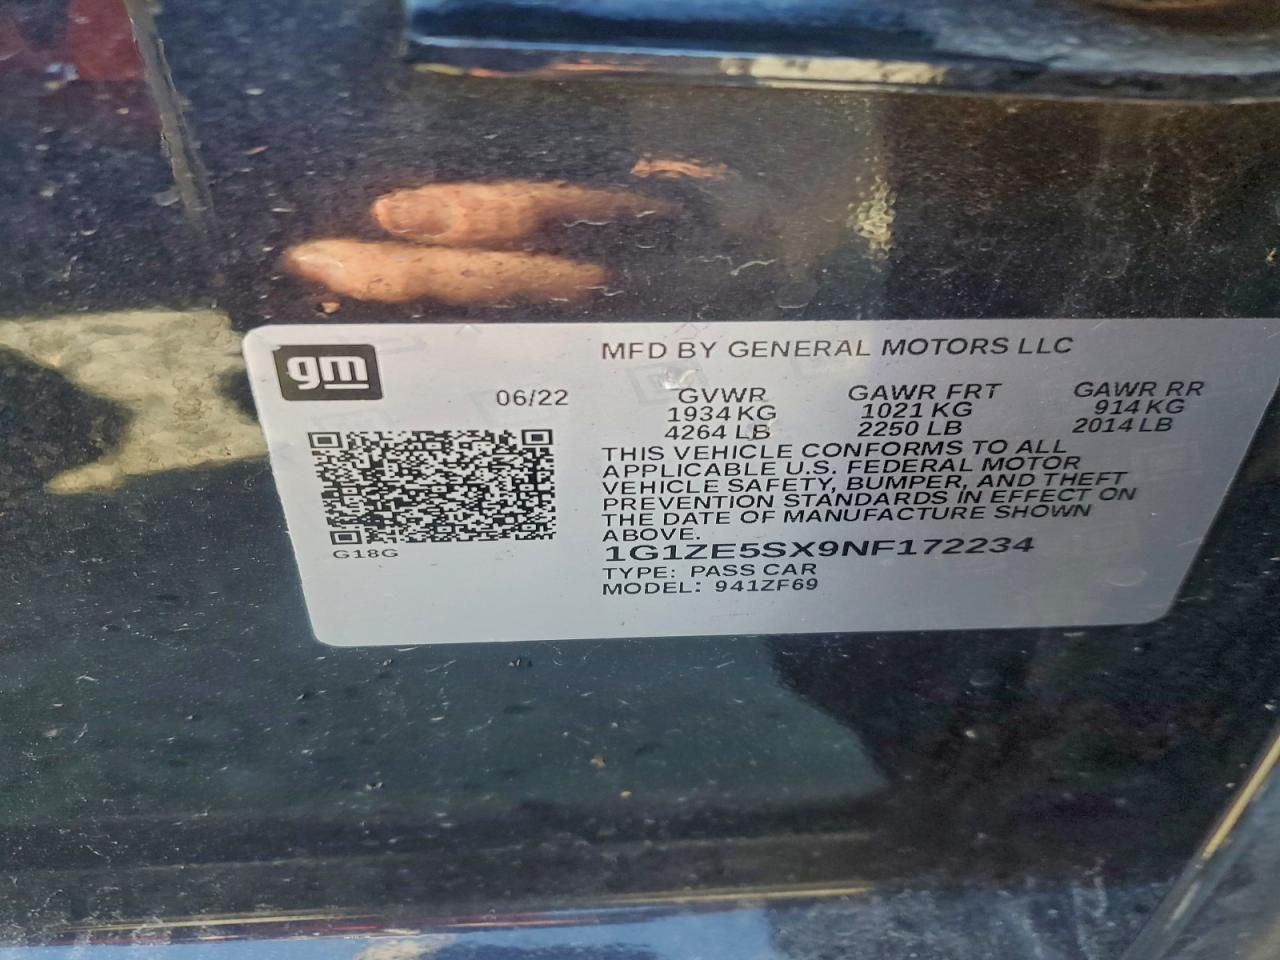 gm
MFD BY GENERAL MOTORS LLC
06/22 GVWR GAWR FRT GAWR RR
1934 KG 1021 KG 914 KG
4264 LB 2250 LB 2014 LB
THIS VEHICLE CONFORMS TO ALL
APPLICABLE U.S. FEDERAL MOTOR
VEHICLE SAFETY, BUMPER, AND THEFT
PREVENTION STANDARDS IN EFFECT ON
THE DATE OF MANUFACTURE SHOWN
ABOVE.
G18G
1G1ZE5SX9NF172234
TYPE: PASS CAR
MODEL: 941ZF69